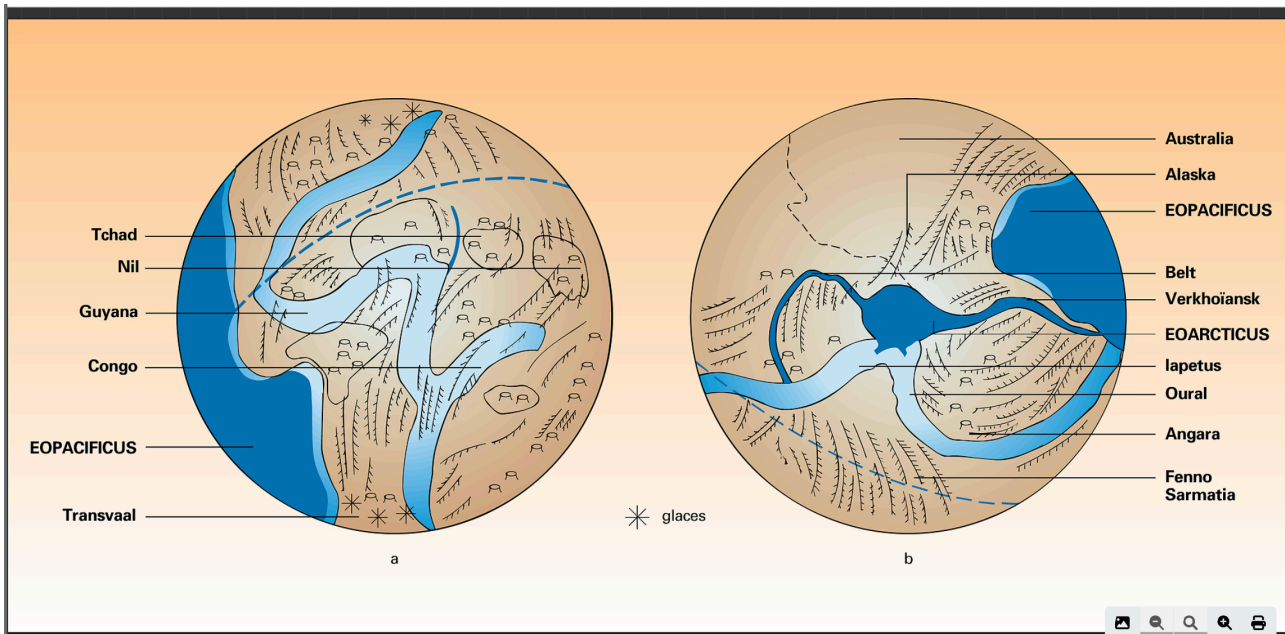 Tchad
Nil
Guyana
Congo
EOPACIFICUS
Transvaal
a
glaces
Australia
Alaska
EOPACIFICUS
Belt
Verkhoïansk
EOARCTICUS
Iapetus
Oural
Angara
Fenno
Sarmatia
b